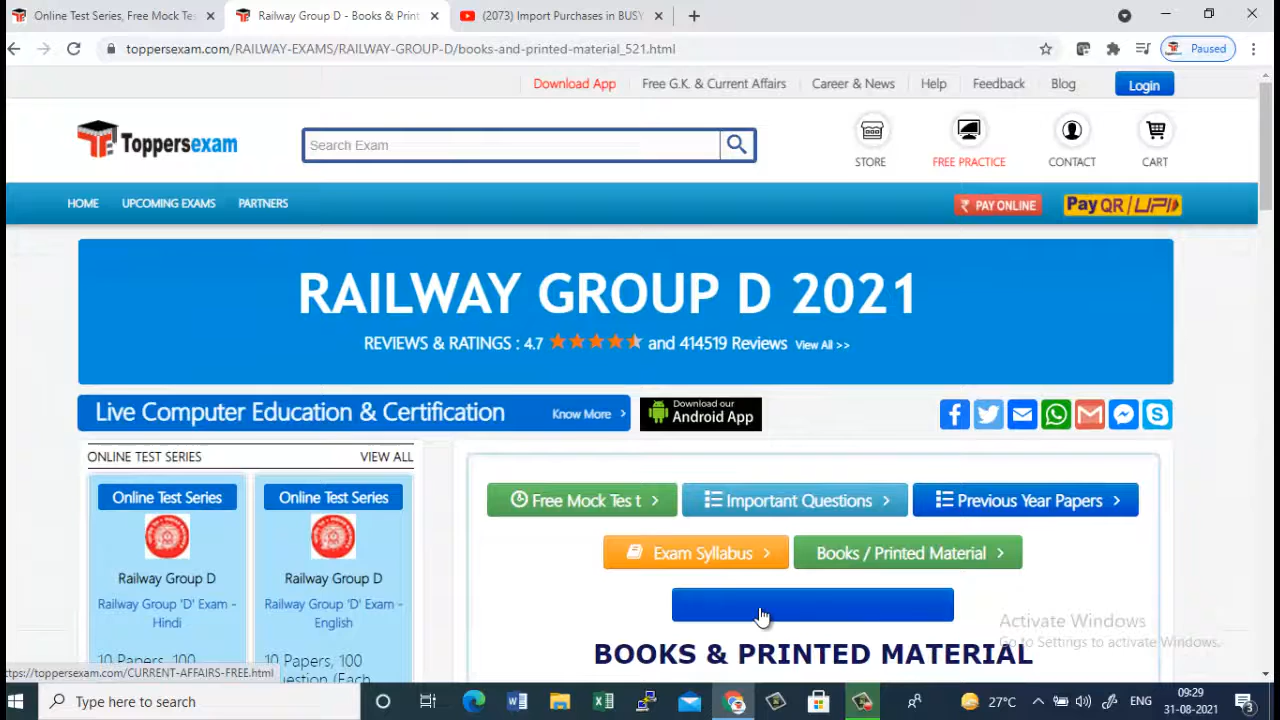 Online Test Series, Free Mock Tes
Railway Group D - Books & Print
(2073) Import Purchases in BUSY
toppersexam.com/RAILWAY-EXAMS/RAILWAY-GROUP-D/books-and-printed-material_521.html
Paused
Download App
Free G.K. & Current Affairs
Career & News
Help
Feedback
Blog
Login
Toppersexam
Search Exam
STORE
FREE PRACTICE
CONTACT
CART
HOME
UPCOMING EXAMS
PARTNERS
₹ PAY ONLINE
Pay QR / UPI
RAILWAY GROUP D 2021
REVIEWS & RATINGS : 4.7 and 414519 Reviews View All >>
Live Computer Education & Certification Know More
Download our
Android App
ONLINE TEST SERIES VIEW ALL
Online Test Series
Railway Group D
Railway Group 'D' Exam -
Hindi
10 Papers, 100
Online Test Series
Railway Group D
Railway Group 'D' Exam -
English
10 Papers, 100
Question (Each
Free Mock Tes t
Important Questions
Previous Year Papers
Exam Syllabus
Books / Printed Material
BOOKS & PRINTED MATERIAL
Activate Windows
Go to Settings to activate Windows.
ttps://toppersexam.com/CURRENT-AFFAIRS-FREE.html
Type here to search
27°C
ENG
09:29
31-08-2021
3